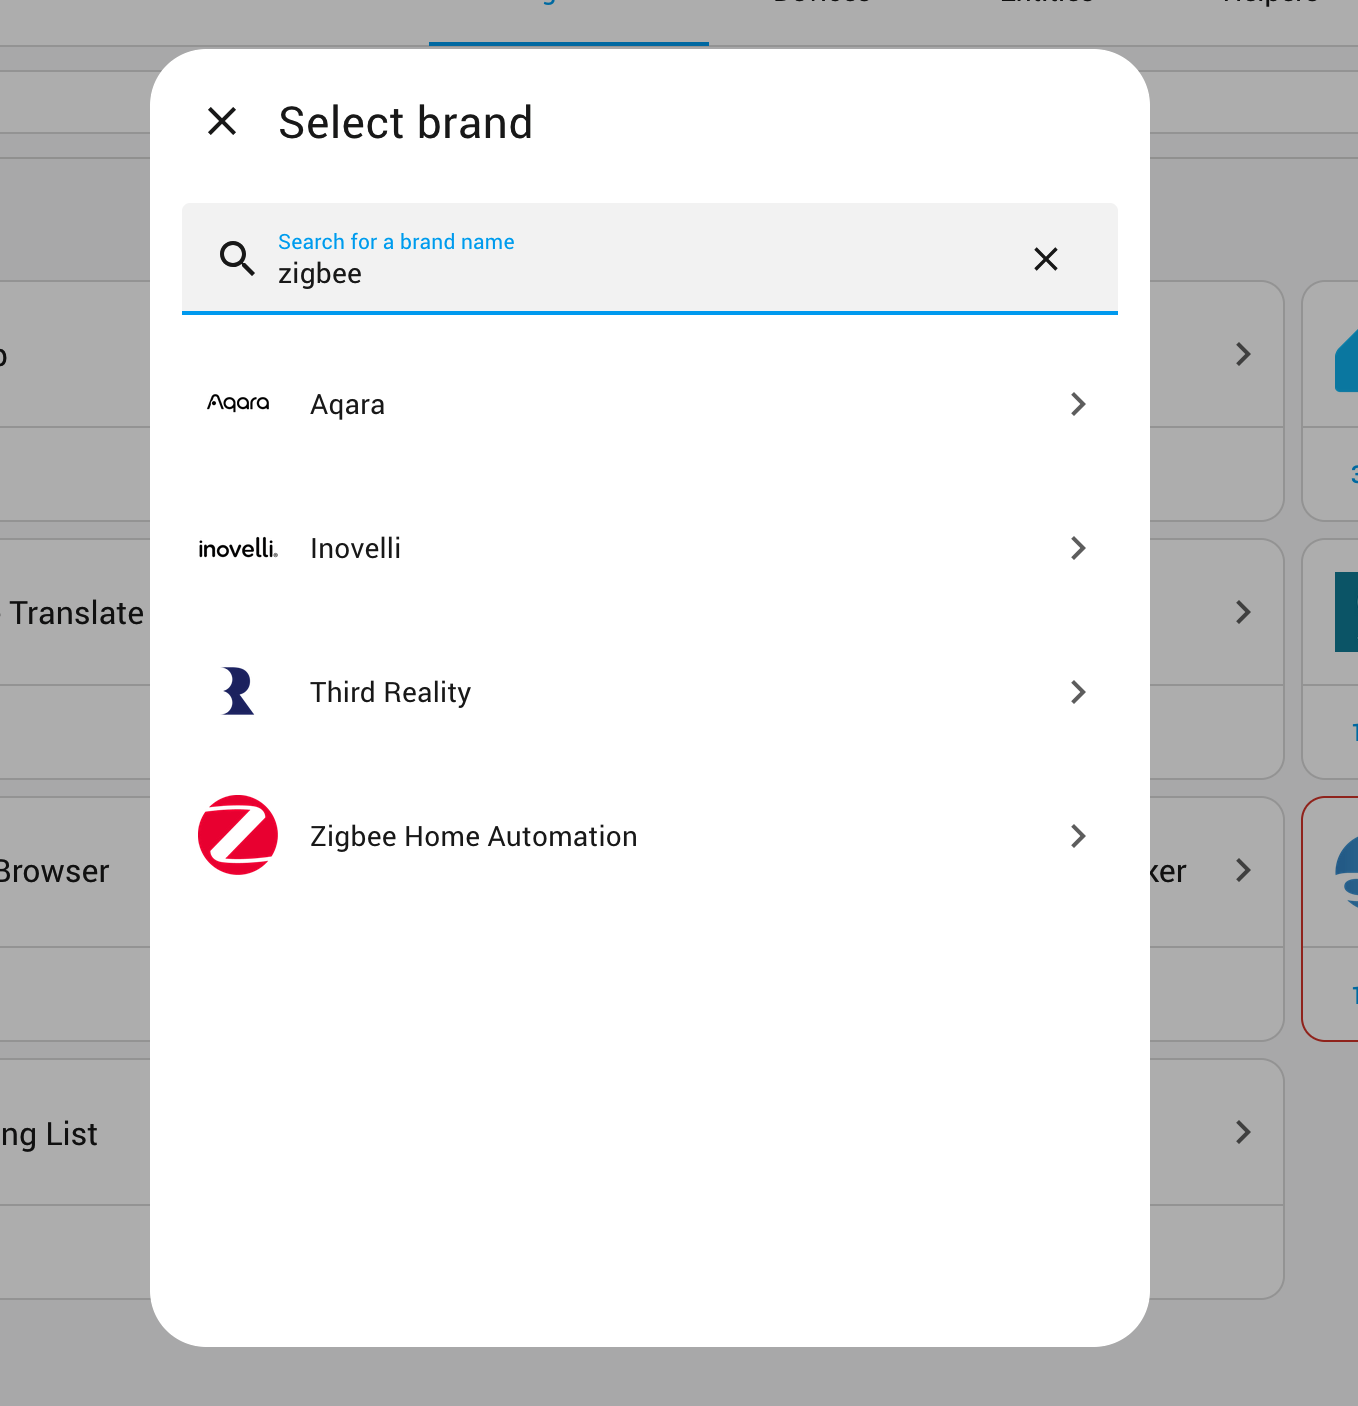 Select brand
Search for a brand name
zigbee
Aqara Aqara
inovelli Inovelli
Third Reality
Zigbee Home Automation
Translate
Browser
ker
ng List